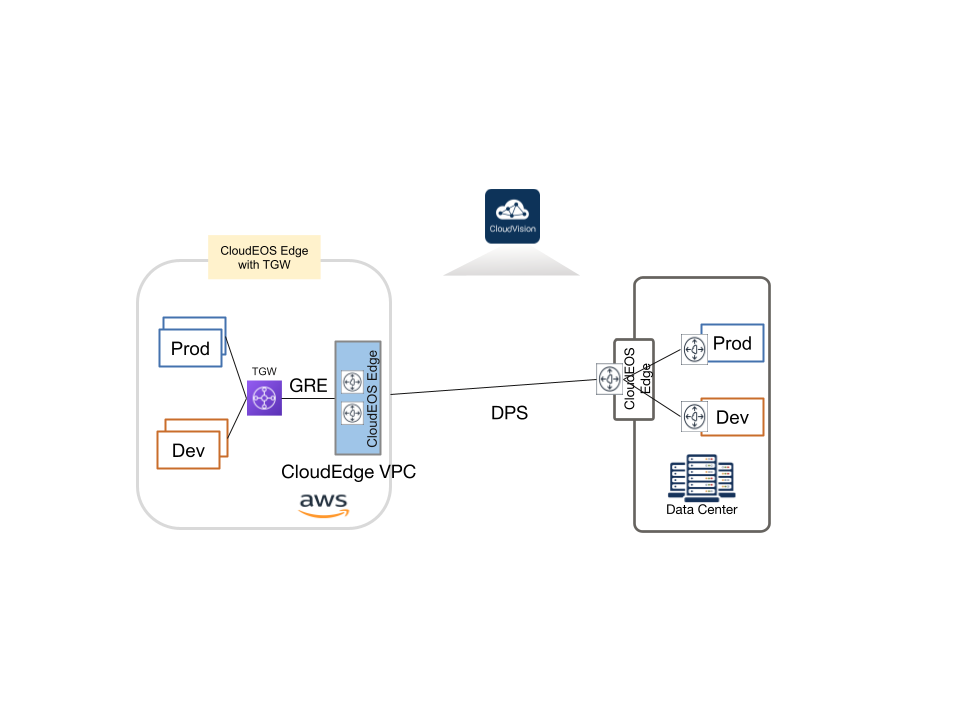 CloudVision
CloudEOS Edge
with TGW
Prod
TGW
GRE
Dev
CloudEOS Edge
CloudEdge VPC
aws
DPS
CloudEOS
Edge
Prod
Dev
Data Center